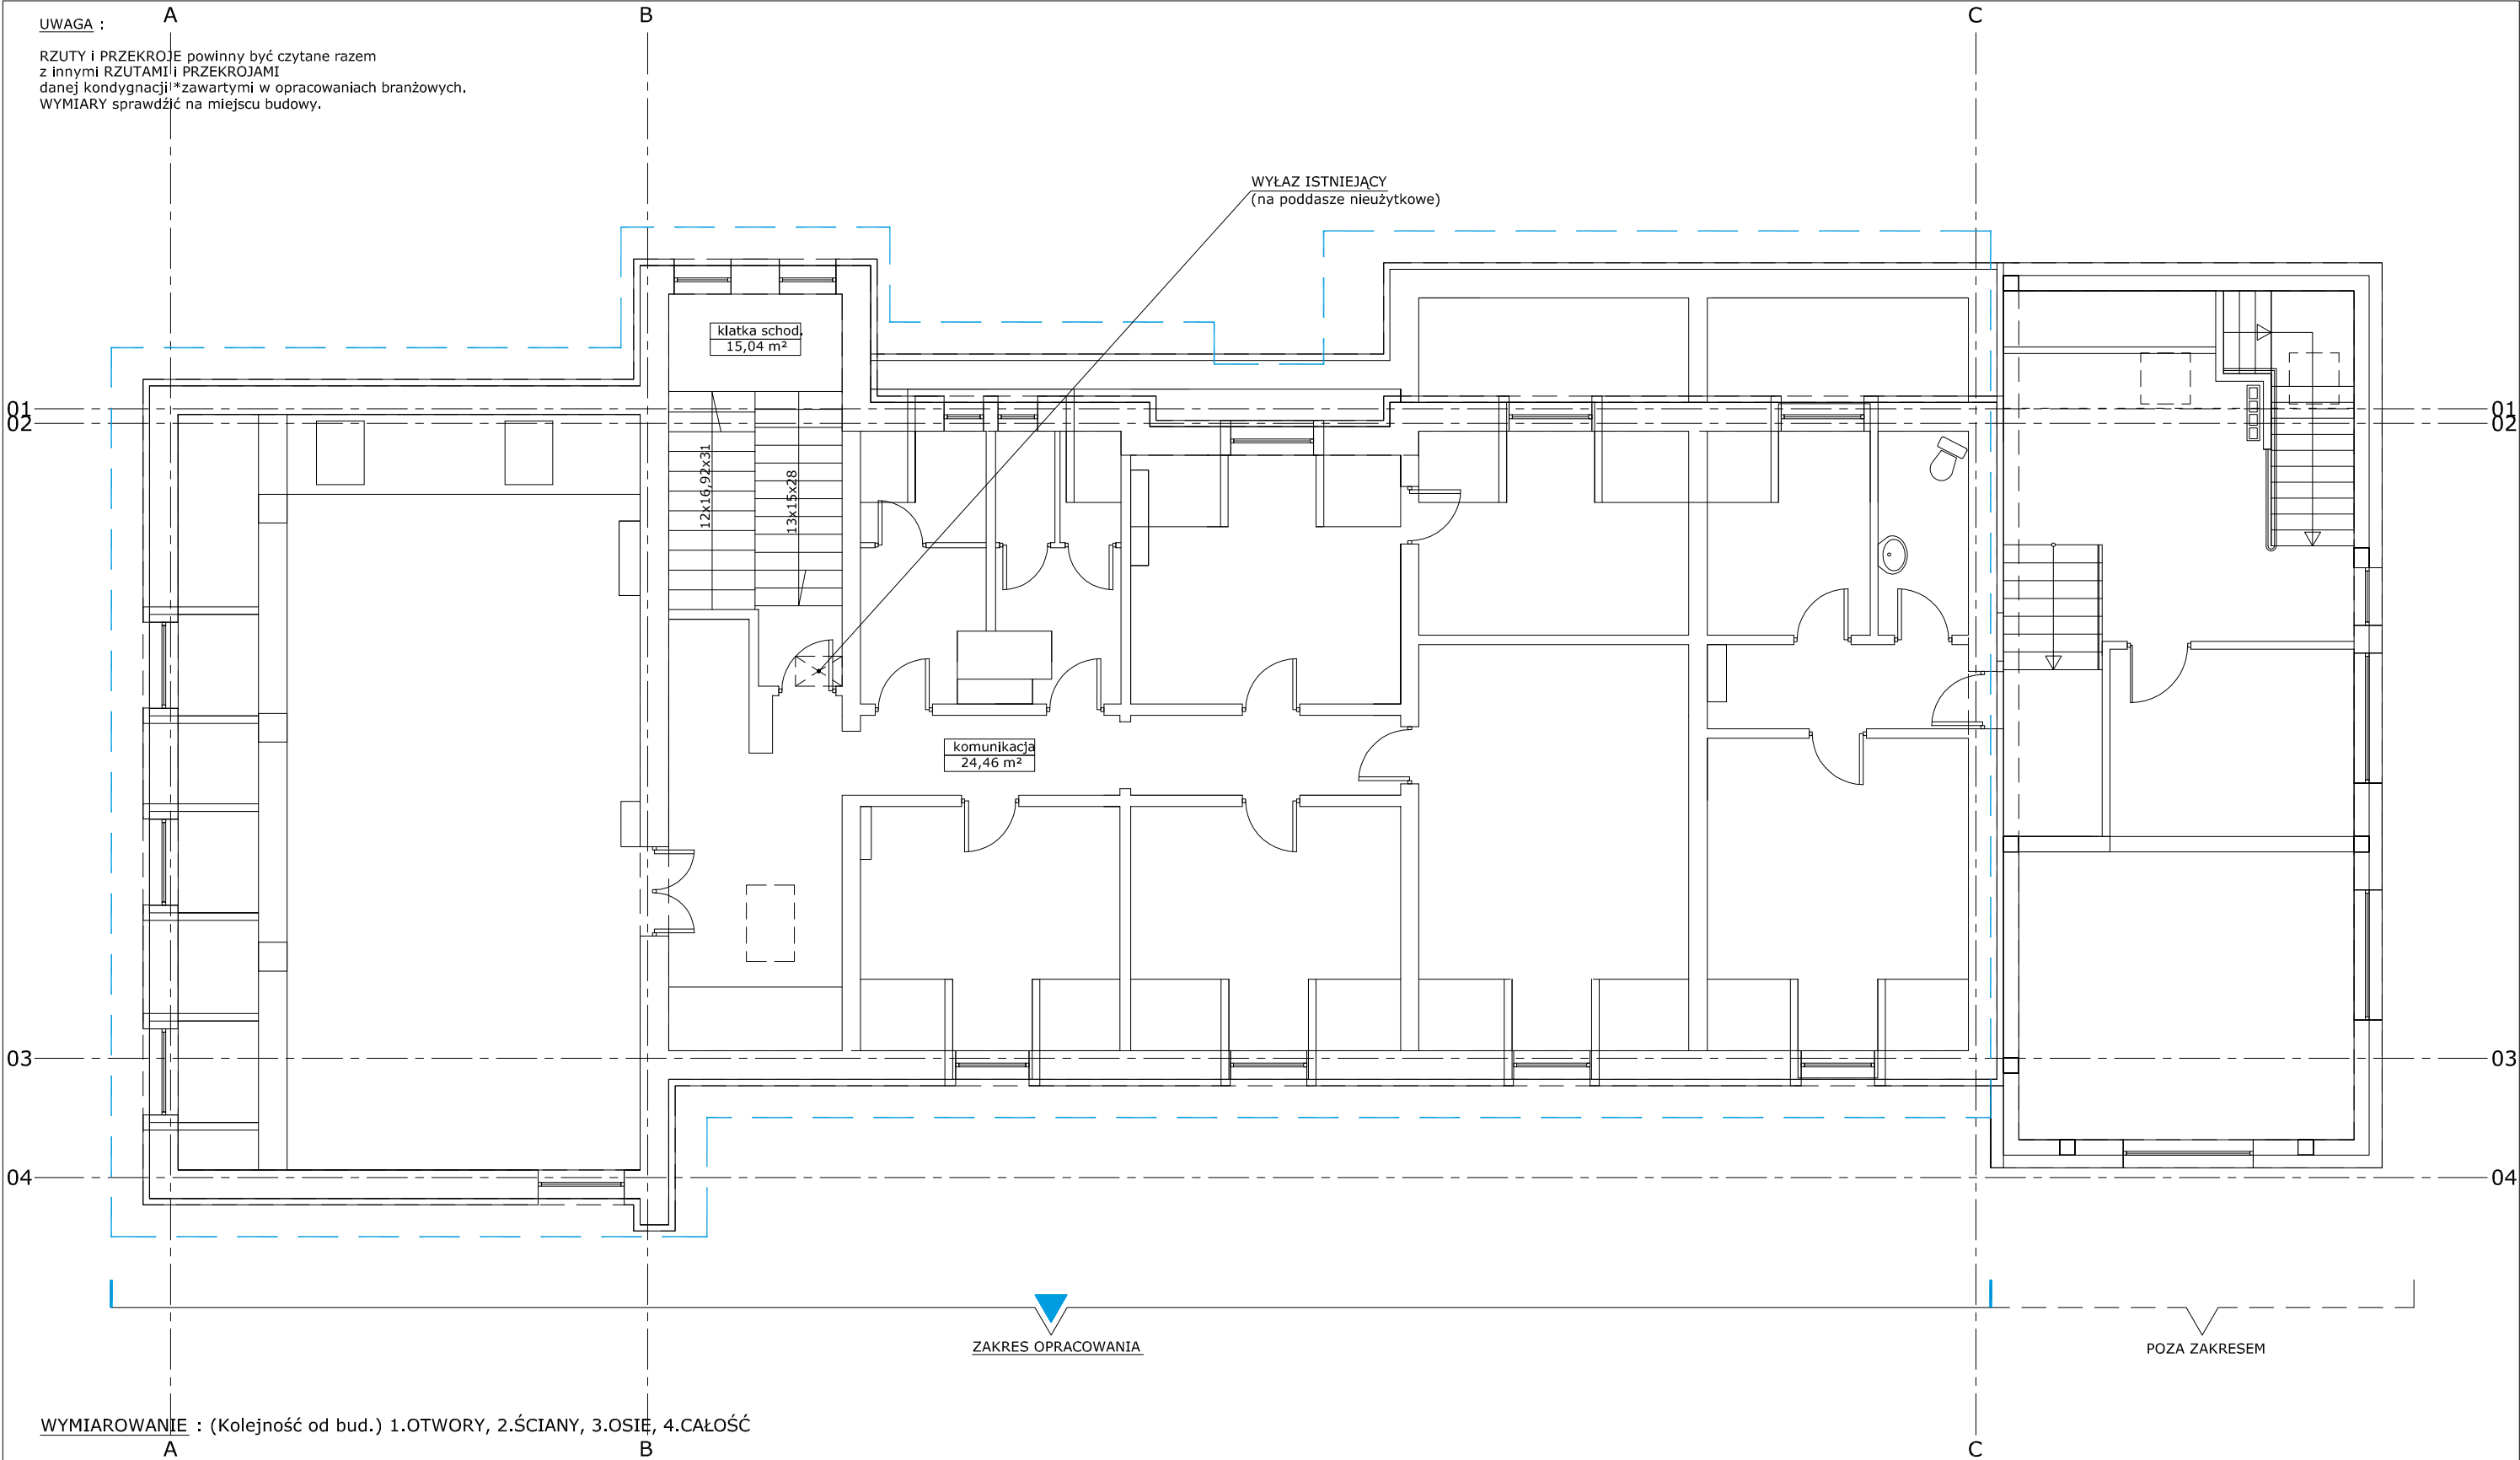 A
B
C
UWAGA :
RZUTY i PRZEKROJE powinny być czytane razem
z innymi RZUTAMI i PRZEKROJAMI
danej kondygnacji *zawartymi w opracowaniach branżowych.
WYMIARY sprawdźić na miejscu budowy.
WYŁAZ ISTNIEJĄCY
(na poddasze nieużytkowe)
klatka schod.
15,04 m²
01
01
02
02
12x16,92x31
13x15x28
komunikacja
24,46 m²
03
03
04
04
ZAKRES OPRACOWANIA
POZA ZAKRESEM
WYMIAROWANIE : (Kolejność od bud.) 1.OTWORY, 2.ŚCIANY, 3.OSIE, 4.CAŁOŚĆ
A
B
C